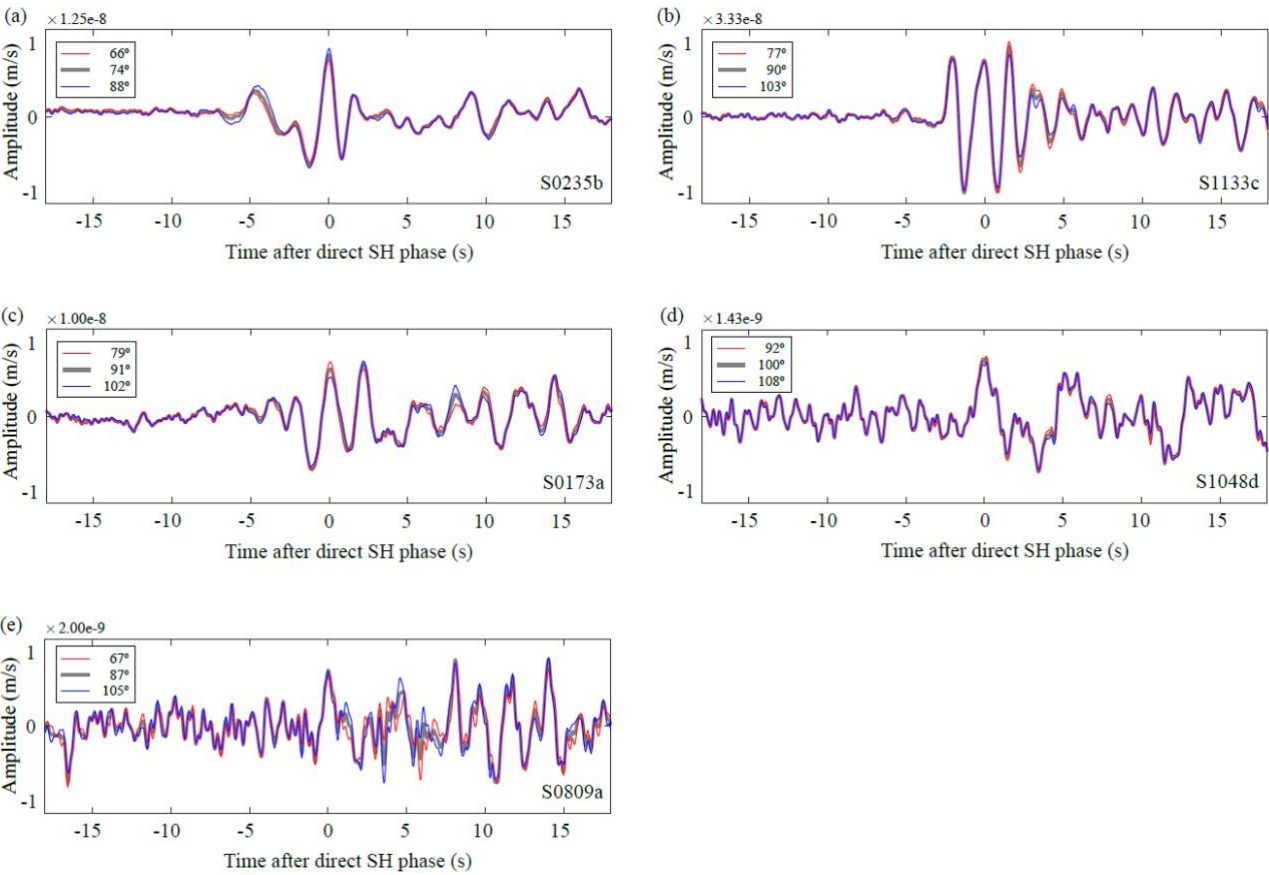 (a)
×1.25e-8
Amplitude (m/s)
1
0
-1
66°
74°
88°
S0235b
-15 -10 -5 0 5 10 15
Time after direct SH phase (s)
(b)
×3.33e-8
Amplitude (m/s)
1
0
-1
77°
90°
103°
S1133c
-15 -10 -5 0 5 10 15
Time after direct SH phase (s)
(c)
×1.00e-8
Amplitude (m/s)
1
0
-1
79°
91°
102°
S0173a
-15 -10 -5 0 5 10 15
Time after direct SH phase (s)
(d)
×1.43e-9
Amplitude (m/s)
1
0
-1
92°
100°
108°
S1048d
-15 -10 -5 0 5 10 15
Time after direct SH phase (s)
(e)
×2.00e-9
Amplitude (m/s)
1
0
-1
67°
87°
105°
S0809a
-15 -10 -5 0 5 10 15
Time after direct SH phase (s)